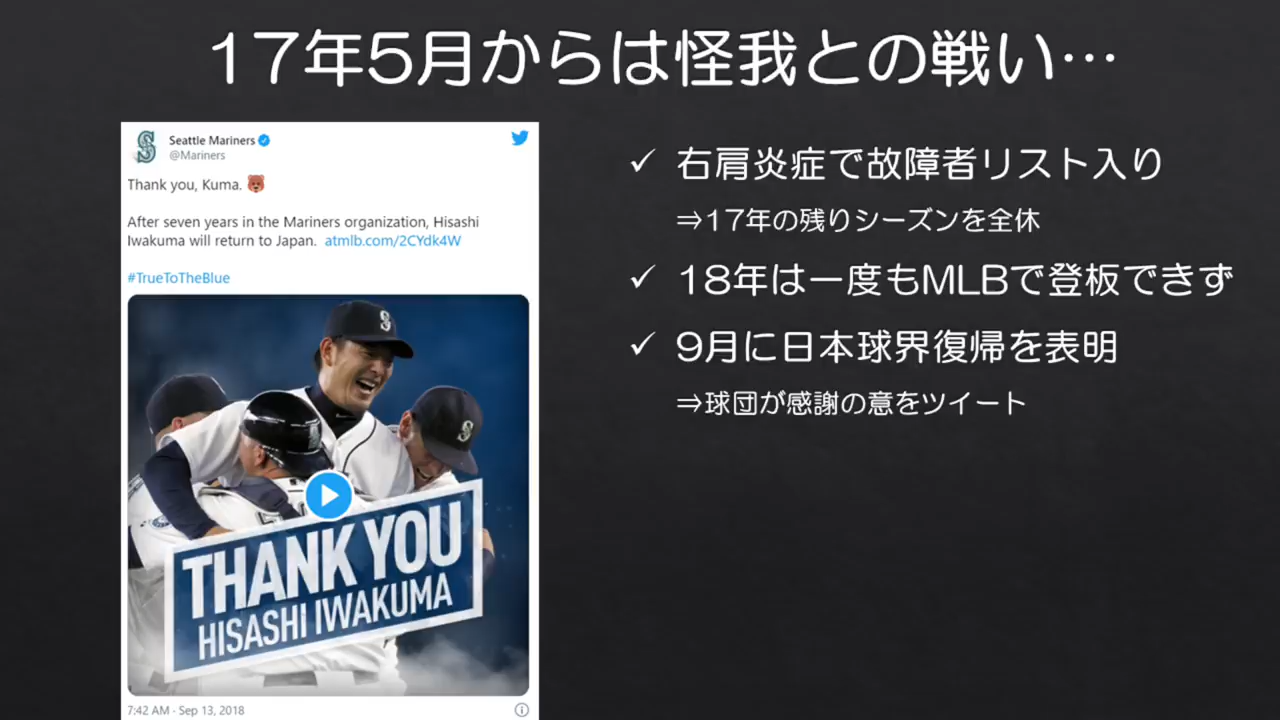 17年5月からは怪我との戦い…
Seattle Mariners
@Mariners
Thank you, Kuma. 🐻
After seven years in the Mariners organization, Hisashi
Iwakuma will return to Japan. atmlb.com/2CYdk4W
#TrueToTheBlue
S
S
THANK YOU
HISASHI IWAKUMA
7:42 AM · Sep 13, 2018
✓ 右肩炎症で故障者リスト入り
⇒17年の残りシーズンを全休
✓ 18年は一度もMLBで登板できず
✓ 9月に日本球界復帰を表明
⇒球団が感謝の意をツイート